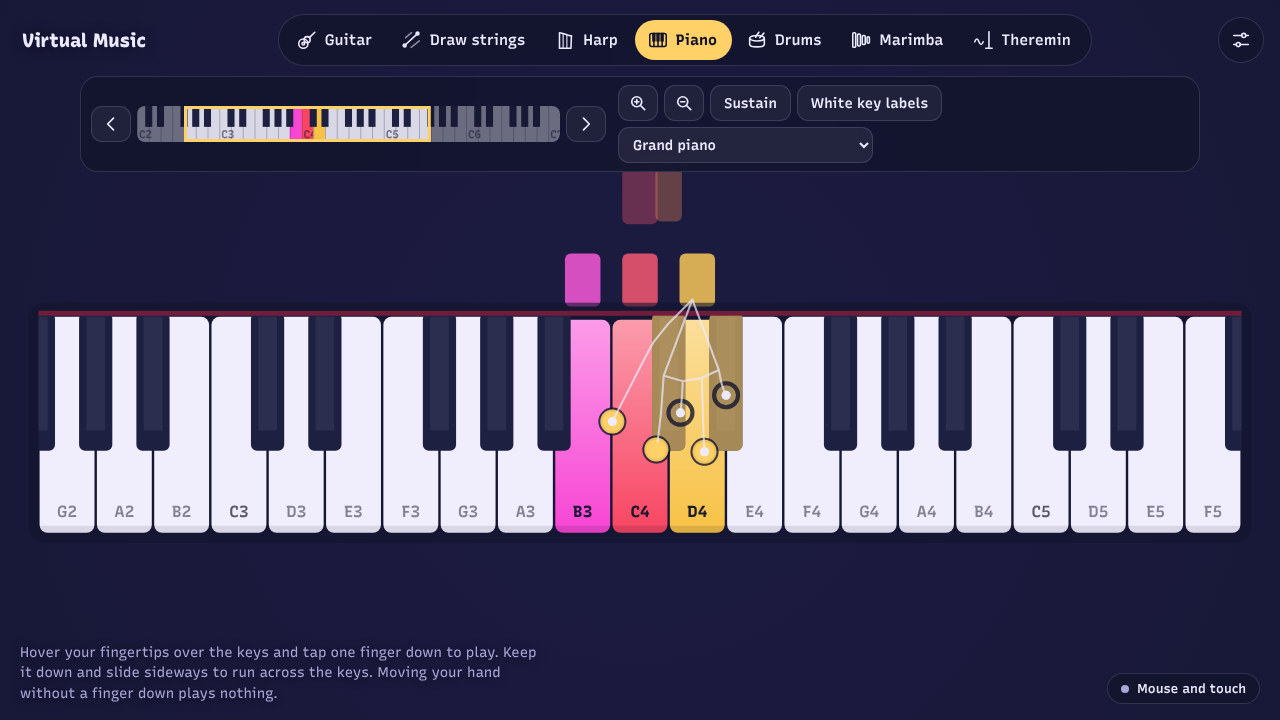 Virtual Music
Guitar
Draw strings
Harp
Piano
Drums
Marimba
Theremin
C2
C3
C4
C5
C6
Sustain
White key labels
Grand piano
G2 A2 B2 C3 D3 E3 F3 G3 A3 B3 C4 D4 E4 F4 G4 A4 B4 C5 D5 E5 F5
Hover your fingertips over the keys and tap one finger down to play. Keep
it down and slide sideways to run across the keys. Moving your hand
without a finger down plays nothing.
Mouse and touch